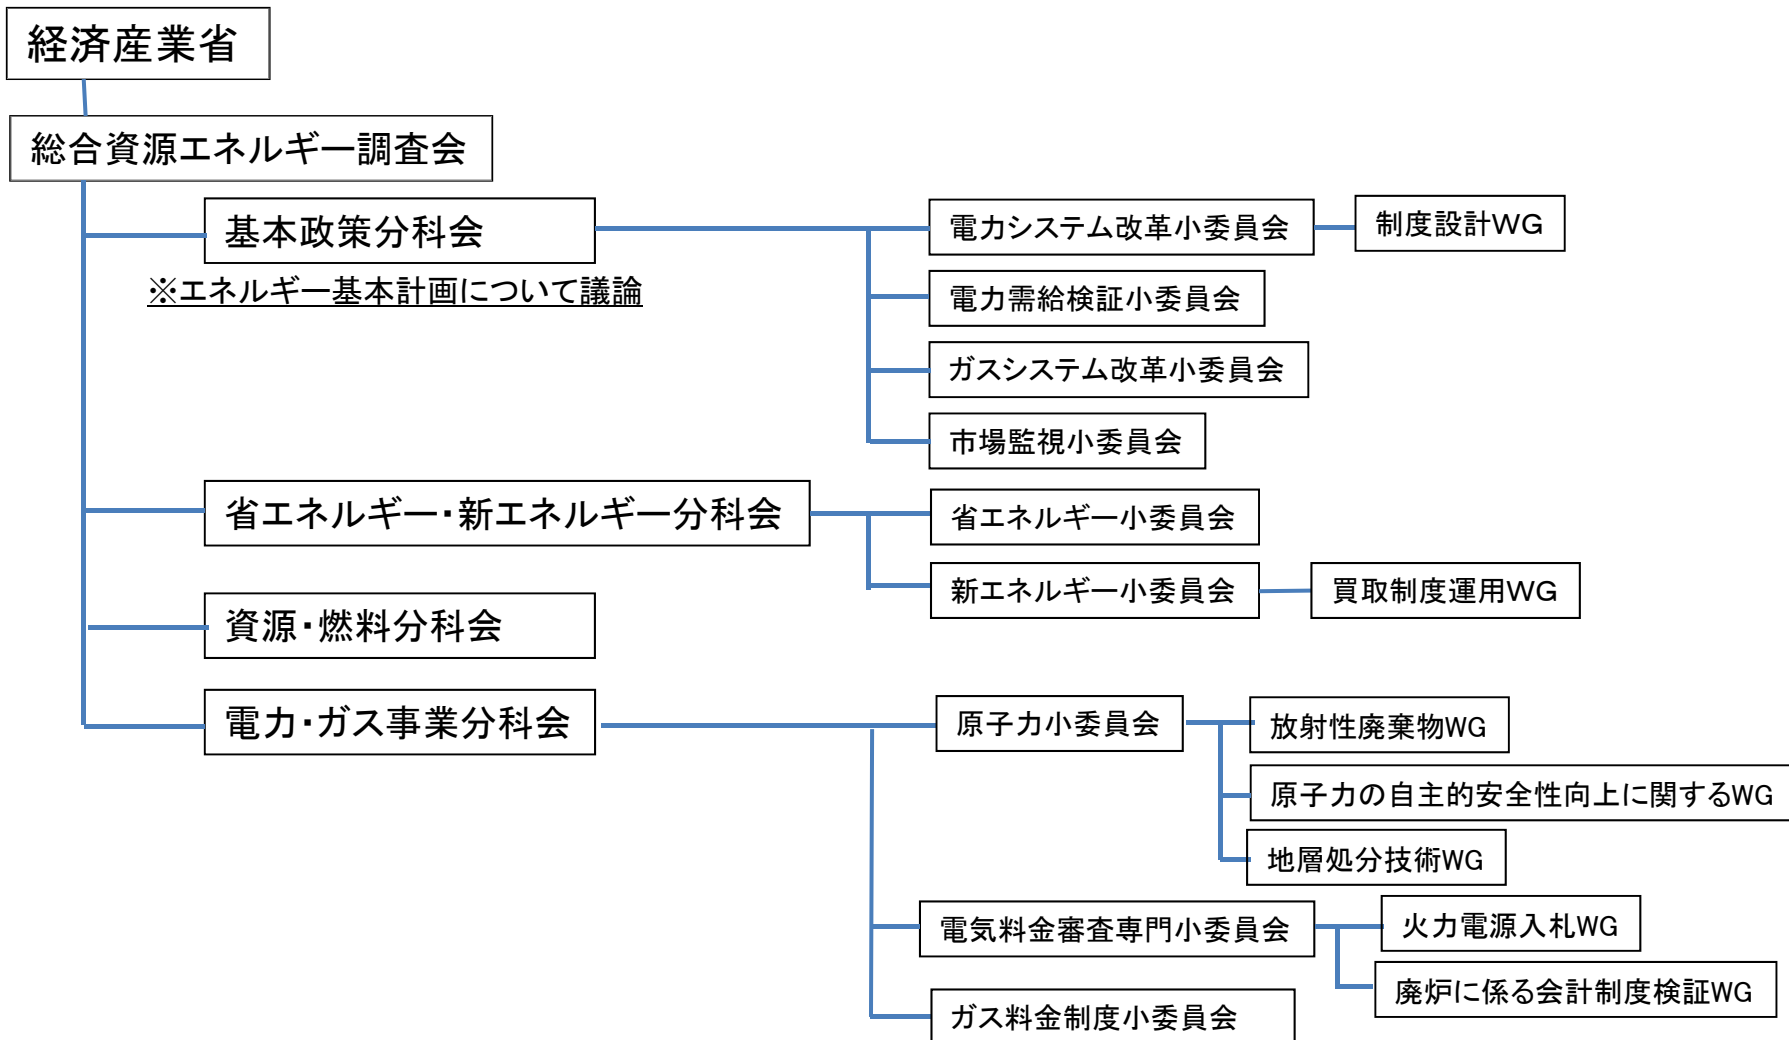 経済産業省
総合資源エネルギー調査会
基本政策分科会
※エネルギー基本計画について議論
電力システム改革小委員会
制度設計WG
電力需給検証小委員会
ガスシステム改革小委員会
市場監視小委員会
省エネルギー・新エネルギー分科会
省エネルギー小委員会
新エネルギー小委員会
買取制度運用WG
資源・燃料分科会
電力・ガス事業分科会
原子力小委員会
放射性廃棄物WG
原子力の自主的安全性向上に関するWG
地層処分技術WG
電気料金審査専門小委員会
火力電源入札WG
廃炉に係る会計制度検証WG
ガス料金制度小委員会